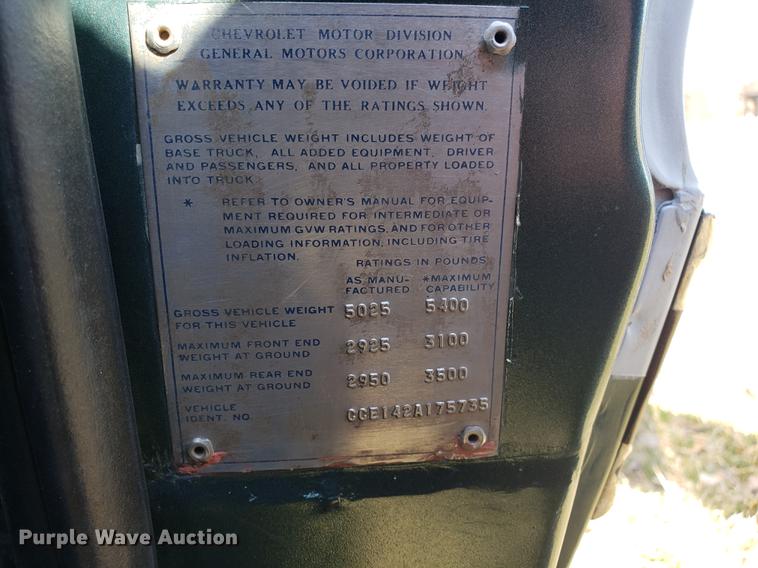 CHEVROLET MOTOR DIVISION
GENERAL MOTORS CORPORATION
WARRANTY MAY BE VOIDED IF WEIGHT
EXCEEDS ANY OF THE RATINGS SHOWN.
GROSS VEHICLE WEIGHT INCLUDES WEIGHT OF
BASE TRUCK, ALL ADDED EQUIPMENT, DRIVER
AND PASSENGERS, AND ALL PROPERTY LOADED
INTO TRUCK.
* REFER TO OWNER'S MANUAL FOR EQUIP-
MENT REQUIRED FOR INTERMEDIATE OR
MAXIMUM GVW RATINGS, AND FOR OTHER
LOADING INFORMATION, INCLUDING TIRE
INFLATION.
RATINGS IN POUNDS
AS MANU- *MAXIMUM
FACTURED CAPABILITY
GROSS VEHICLE WEIGHT 5025 5400
FOR THIS VEHICLE
MAXIMUM FRONT END 2925 3100
WEIGHT AT GROUND
MAXIMUM REAR END 2950 3500
WEIGHT AT GROUND
VEHICLE CCE142A175735
IDENT. NO.
Purple Wave Auction